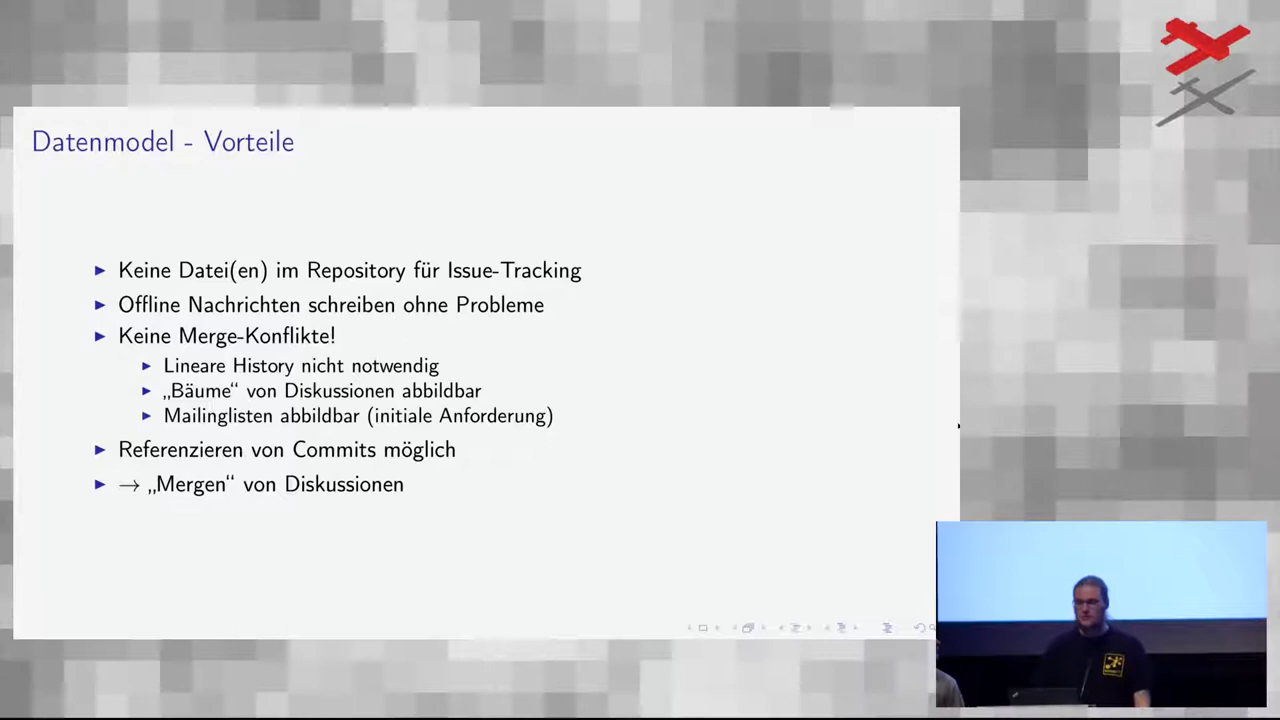 Datenmodel - Vorteile
Keine Datei(en) im Repository für Issue-Tracking
Offline Nachrichten schreiben ohne Probleme
Keine Merge-Konflikte!
Lineare History nicht notwendig
„Bäume“ von Diskussionen abbildbar
Mailinglisten abbildbar (initiale Anforderung)
Referenzieren von Commits möglich
→ „Mergen“ von Diskussionen